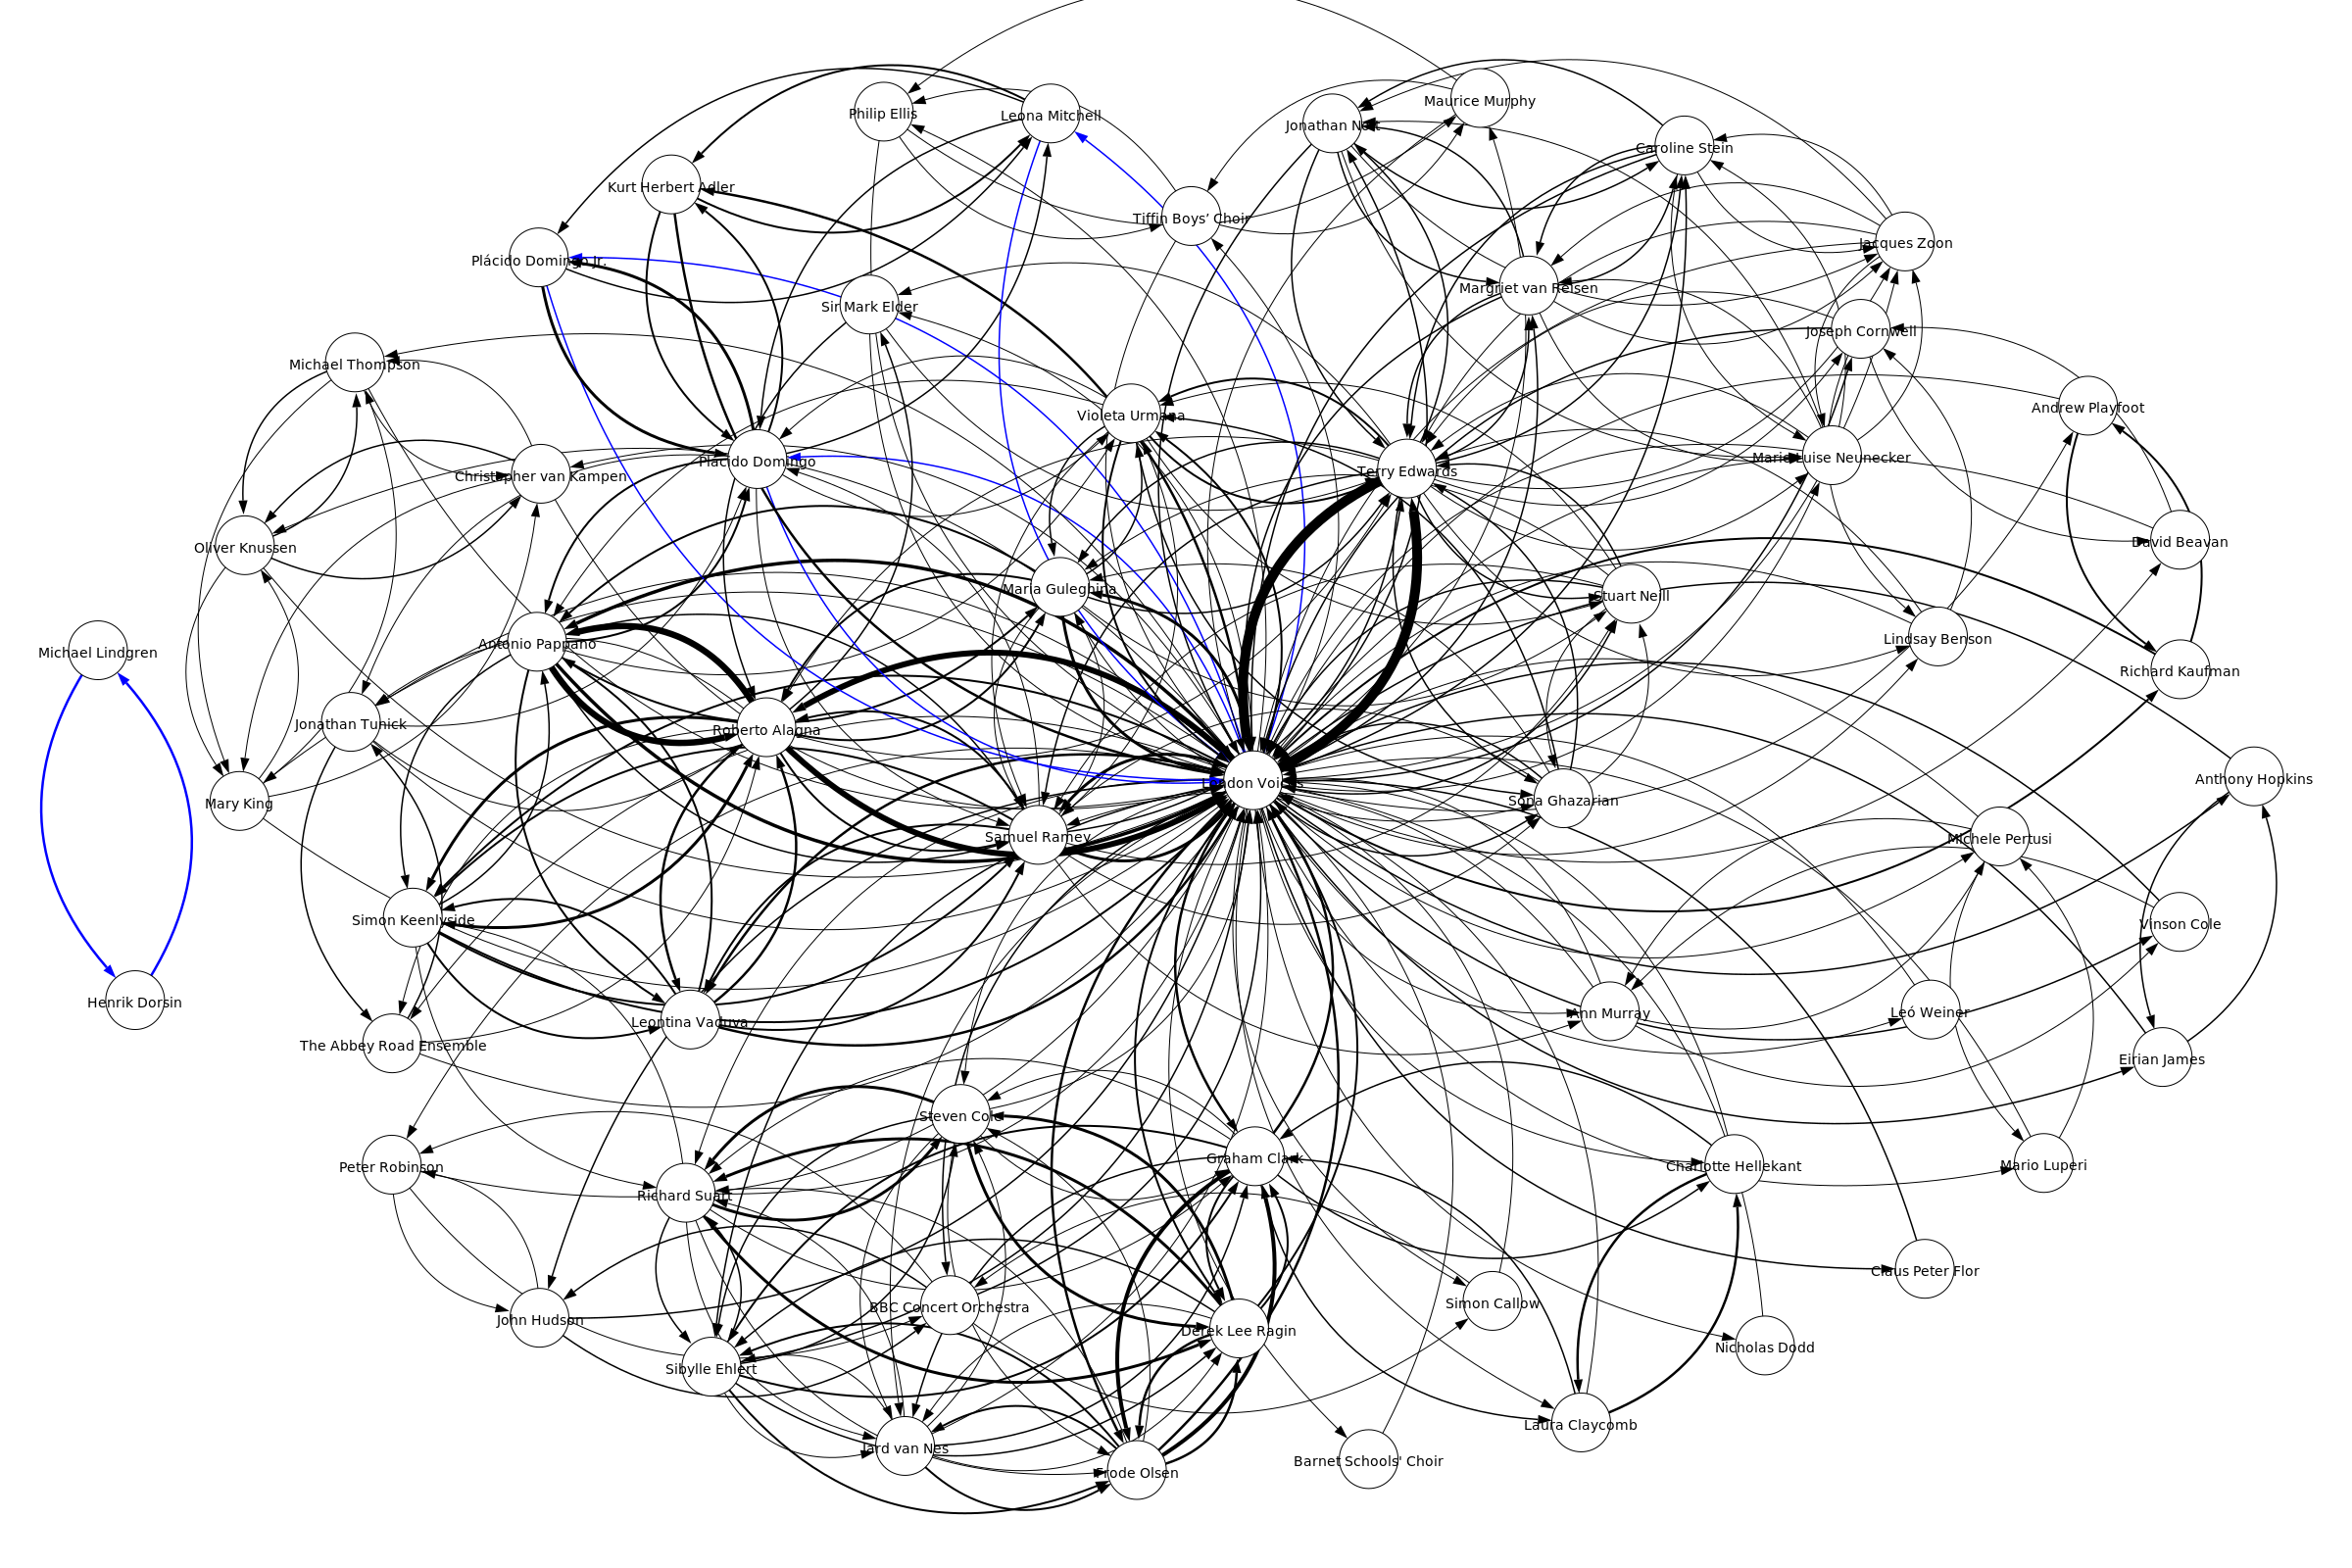 Philip Ellis
Leona Mitchell
Maurice Murphy
Jonathan Nott
Caroline Stein
Kurt Herbert Adler
Tiffin Boys’ Choir
Jacques Zoon
Plácido Domingo Jr.
Sir Mark Elder
Margriet van Reisen
Joseph Cornwell
Michael Thompson
Violeta Urmana
Andrew Playfoot
Christopher van Kampen
Plácido Domingo
Terry Edwards
Marie Luise Neunecker
Oliver Knussen
David Beavan
Maria Guleghina
Stuart Neill
Michael Lindgren
Antonio Pappano
Lindsay Benson
Richard Kaufman
Jonathan Tunick
Roberto Alagna
Mary King
London Voices
Sona Ghazarian
Anthony Hopkins
Samuel Ramey
Michele Pertusi
Simon Keenlyside
Vinson Cole
Henrik Dorsin
Leontina Vaduva
Ann Murray
Leó Weiner
The Abbey Road Ensemble
Eirian James
Steven Cole
Graham Clark
Peter Robinson
Charlotte Hellekant
Mario Luperi
Richard Suart
Claus Peter Flor
BBC Concert Orchestra
Simon Callow
John Hudson
Derek Lee Ragin
Nicholas Dodd
Sibylle Ehlert
Laura Claycomb
Jard van Nes
Barnet Schools' Choir
Frode Olsen